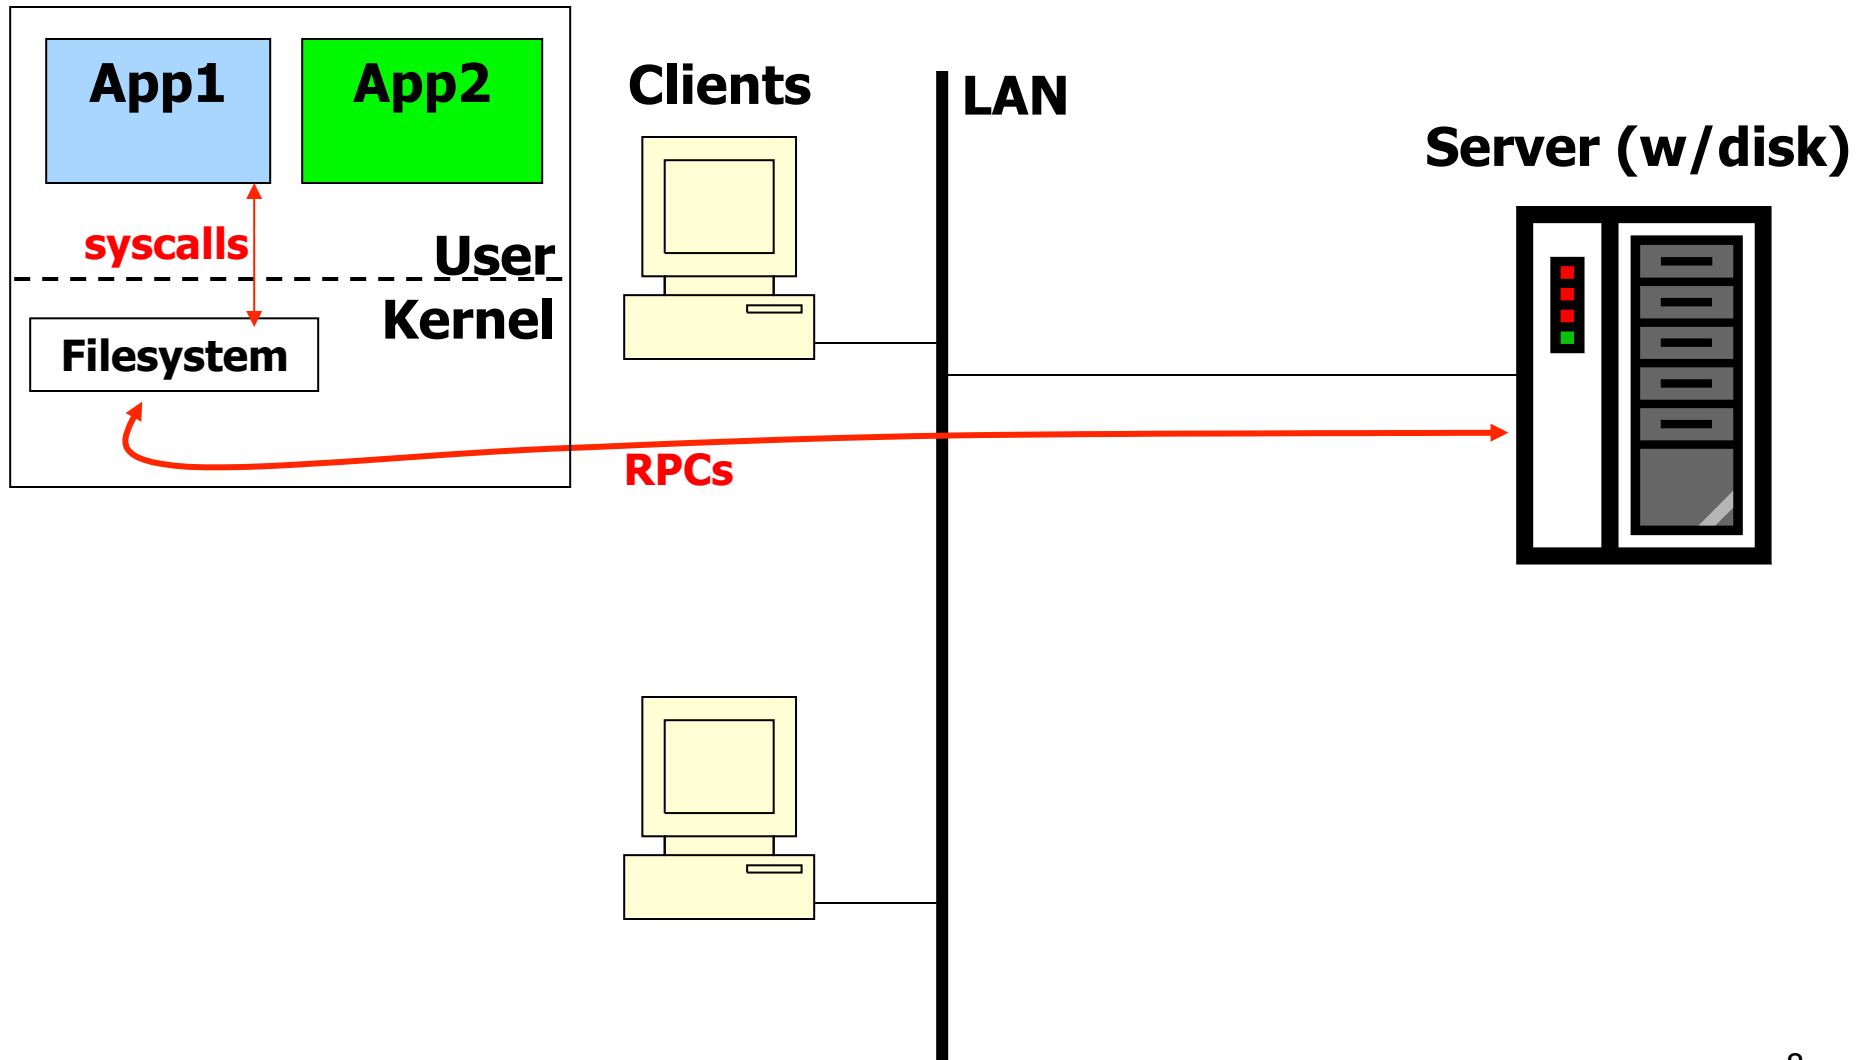 App1
App2
Clients
LAN
Server (w/disk)
syscalls
User
Kernel
Filesystem
RPCs